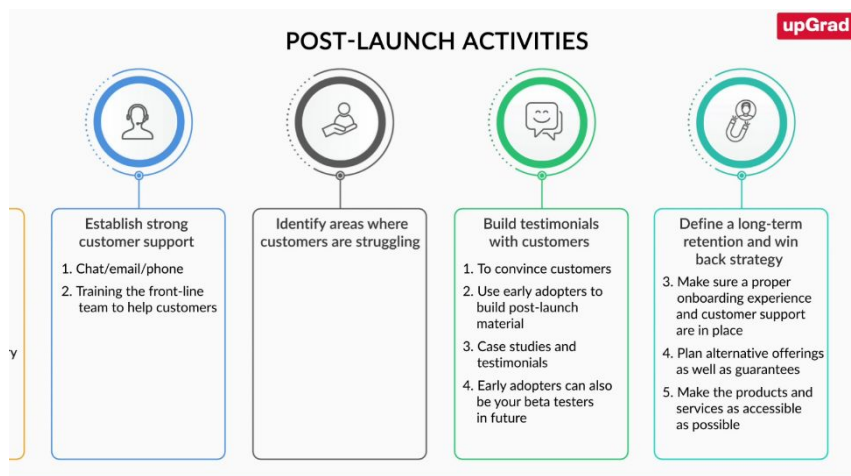 upGrad
POST-LAUNCH ACTIVITIES
ry
Establish strong
customer support
1. Chat/email/phone
2. Training the front-line
team to help customers
Identify areas where
customers are struggling
Build testimonials
with customers
1. To convince customers
2. Use early adopters to
build post-launch
material
3. Case studies and
testimonials
4. Early adopters can also
be your beta testers
in future
Define a long-term
retention and win
back strategy
3. Make sure a proper
onboarding experience
and customer support
are in place
4. Plan alternative offerings
as well as guarantees
5. Make the products and
services as accessible
as possible